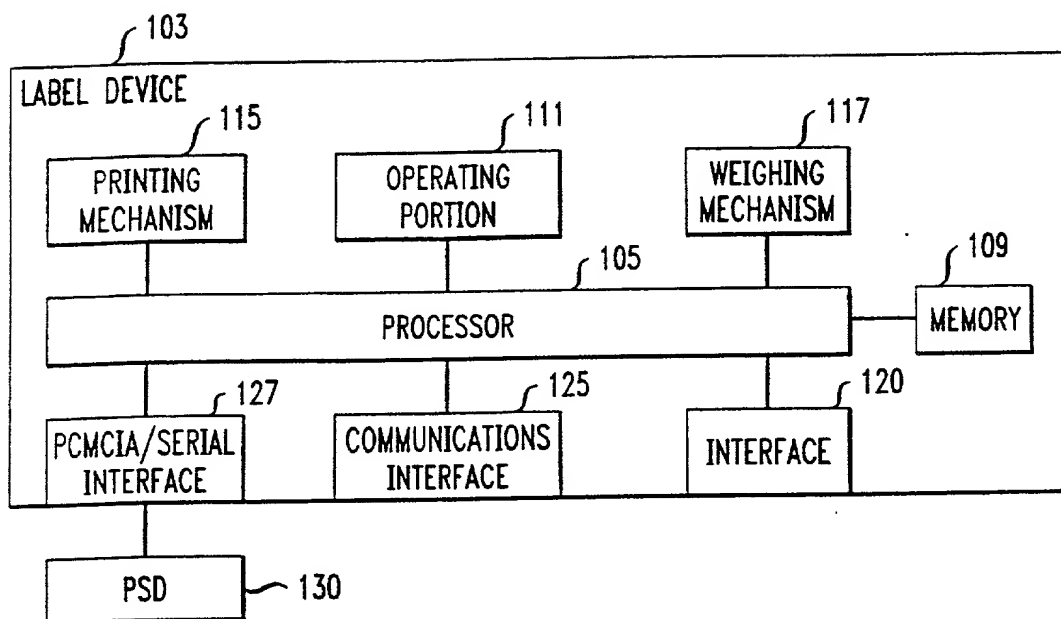 103
LABEL DEVICE
115
111
117
PRINTING
MECHANISM
OPERATING
PORTION
WEIGHING
MECHANISM
105
109
PROCESSOR
MEMORY
127
125
120
PCMCIA/SERIAL
INTERFACE
COMMUNICATIONS
INTERFACE
INTERFACE
PSD
130